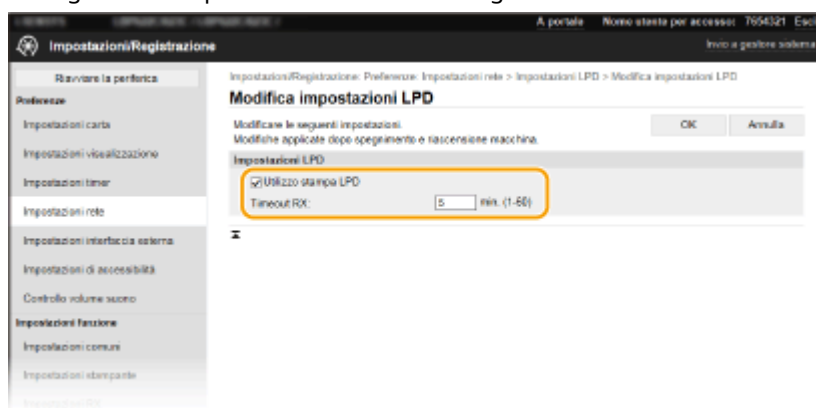 A portale Nome utente per accesso: 7654321
Impostazioni/Registrazione
Invio a gestore sistema
Riavviare la periferica
Preferenze
Impostazioni carta
Impostazioni visualizzazione
Impostazioni timer
Impostazioni rete
Impostazioni interfaccia esterna
Impostazioni di accessibilità
Controllo volume suono
Impostazioni funzione
Impostazioni comuni
Impostazioni stampante
Impostazioni/Registrazione: Preferenze: Impostazioni rete > Impostazioni LPD > Modifica impostazioni LPD
Modifica impostazioni LPD
Modificare le seguenti impostazioni.
Modifiche applicate dopo spegnimento e riaccensione macchina.
OK Annulla
Impostazioni LPD
Utilizzo stampa LPD
Timeout RX: 5 min. (1-60)